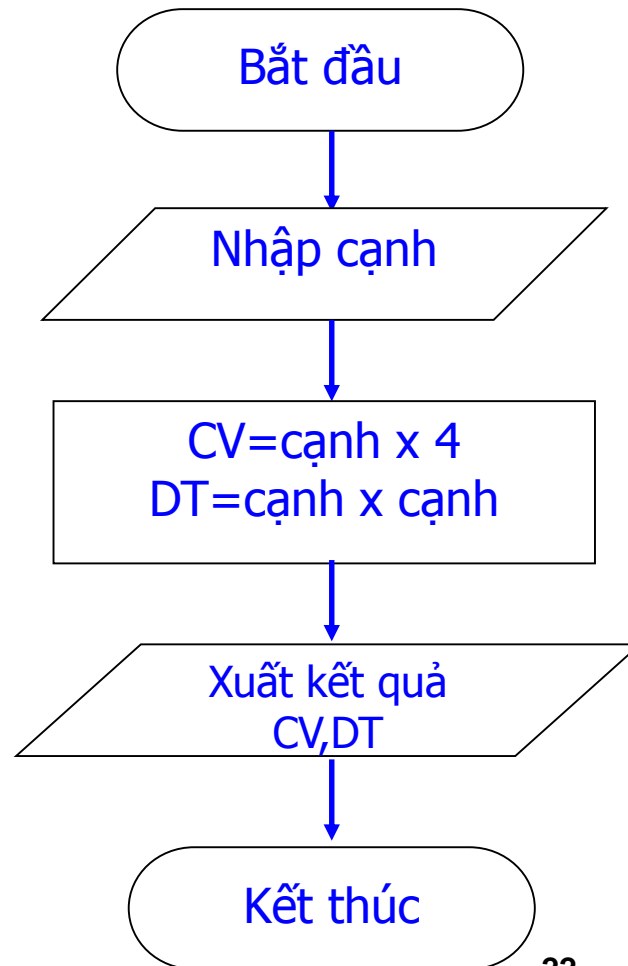 Bắt đầu
Nhập cạnh
CV=cạnh x 4
DT=cạnh x cạnh
Xuất kết quả
CV,DT
Kết thúc